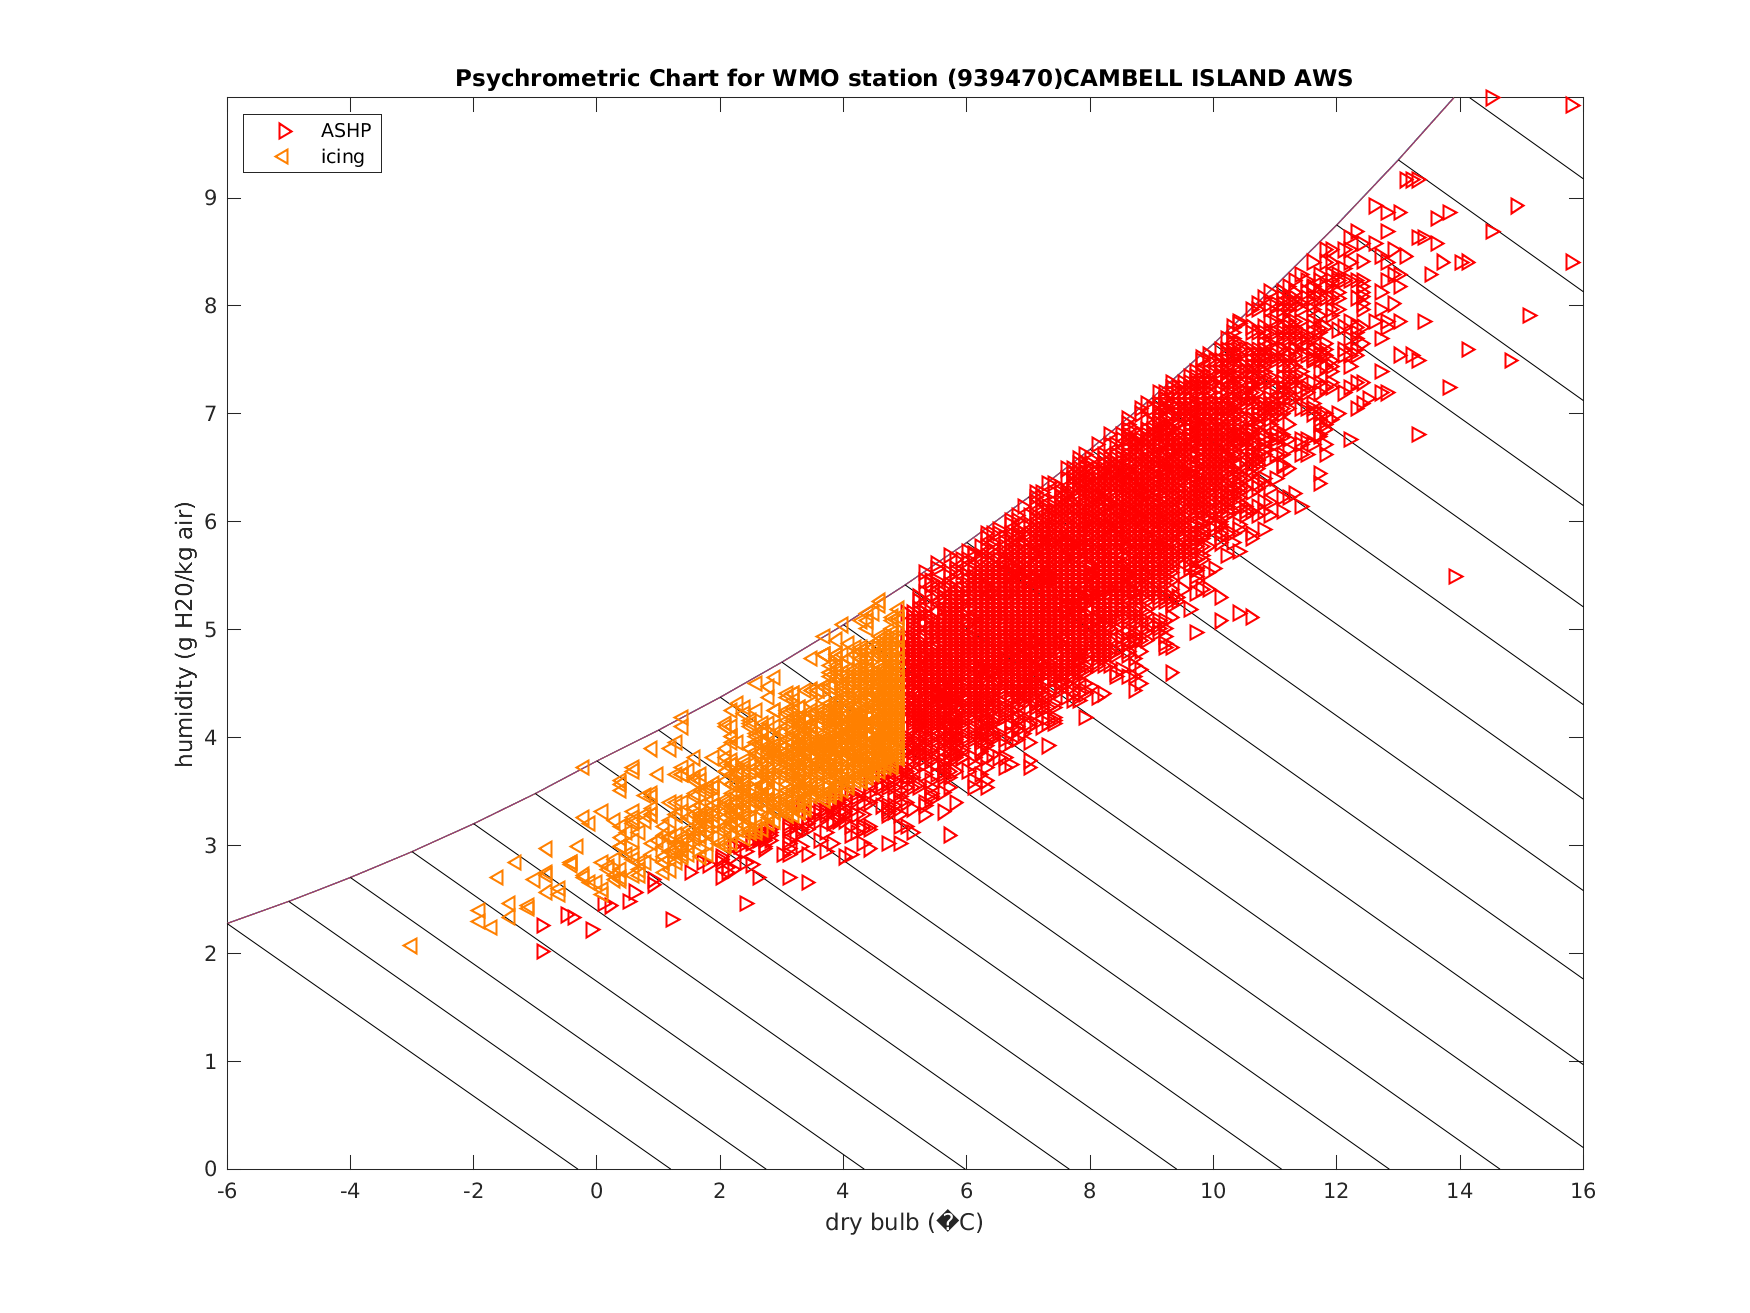 Psychrometric Chart for WMO station (939470)CAMBELL ISLAND AWS
ASHP
icing
humidity (g H20/kg air)
9
8
7
6
5
4
3
2
1
0
-6 -4 -2 0 2 4 6 8 10 12 14 16
dry bulb (�C)